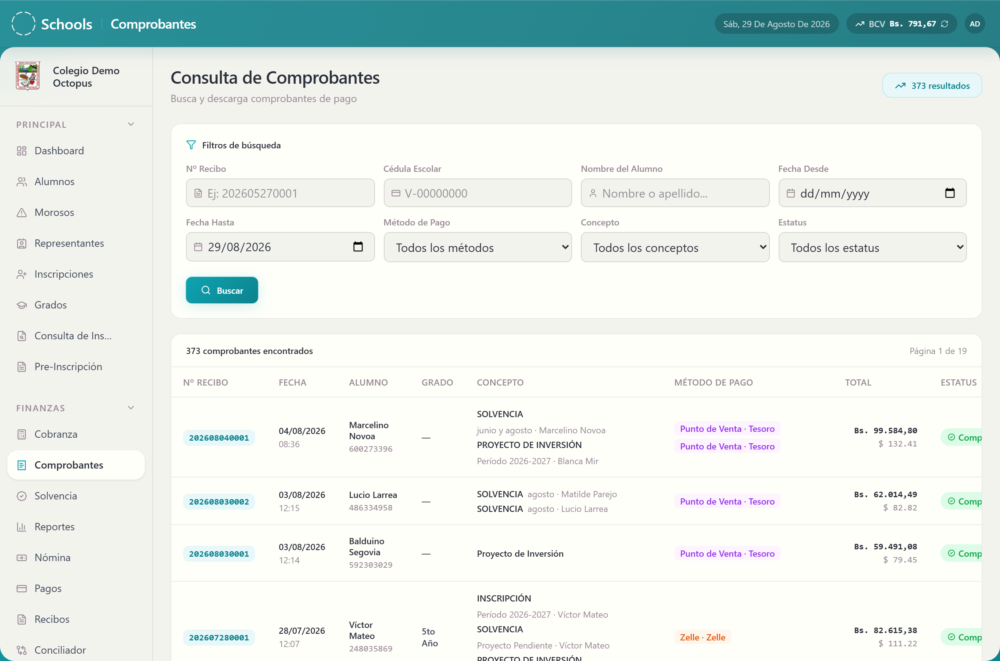 Schools
Comprobantes
Sáb, 29 De Agosto De 2026
BCV Bs. 791,67
AD
Colegio Demo
Octopus
PRINCIPAL
Dashboard
Alumnos
Morosos
Representantes
Inscripciones
Grados
Consulta de Ins...
Pre-Inscripción
FINANZAS
Cobranza
Comprobantes
Solvencia
Reportes
Nómina
Pagos
Recibos
Conciliador
Consulta de Comprobantes
Busca y descarga comprobantes de pago
373 resultados
Filtros de búsqueda
Nº Recibo
Ej: 202605270001
Cédula Escolar
V-00000000
Nombre del Alumno
Nombre o apellido...
Fecha Desde
dd/mm/yyyy
Fecha Hasta
29/08/2026
Método de Pago
Todos los métodos
Concepto
Todos los conceptos
Estatus
Todos los estatus
Buscar
373 comprobantes encontrados
Página 1 de 19
Nº RECIBO FECHA ALUMNO GRADO CONCEPTO MÉTODO DE PAGO TOTAL ESTATUS
202608040001
04/08/2026
08:36
Marcelino
Novoa
600273396
—
SOLVENCIA
junio y agosto · Marcelino Novoa
PROYECTO DE INVERSIÓN
Período 2026-2027 · Blanca Mir
Punto de Venta · Tesoro
Punto de Venta · Tesoro
Bs. 99.584,80
$ 132.41
Comp
202608030002
03/08/2026
12:15
Lucio Larrea
486334958
—
SOLVENCIA agosto · Matilde Parejo
SOLVENCIA agosto · Lucio Larrea
Punto de Venta · Tesoro
Bs. 62.014,49
$ 82.82
Comp
202608030001
03/08/2026
12:14
Balduino
Segovia
592303029
—
Proyecto de Inversión
Punto de Venta · Tesoro
Bs. 59.491,08
$ 79.45
Comp
202607280001
28/07/2026
12:07
Víctor
Mateo
248035869
5to
Año
INSCRIPCIÓN
Período 2026-2027 · Víctor Mateo
SOLVENCIA
Proyecto Pendiente · Víctor Mateo
PROYECTO DE INVERSIÓN
Zelle · Zelle
Bs. 82.615,38
$ 111.22
Comp